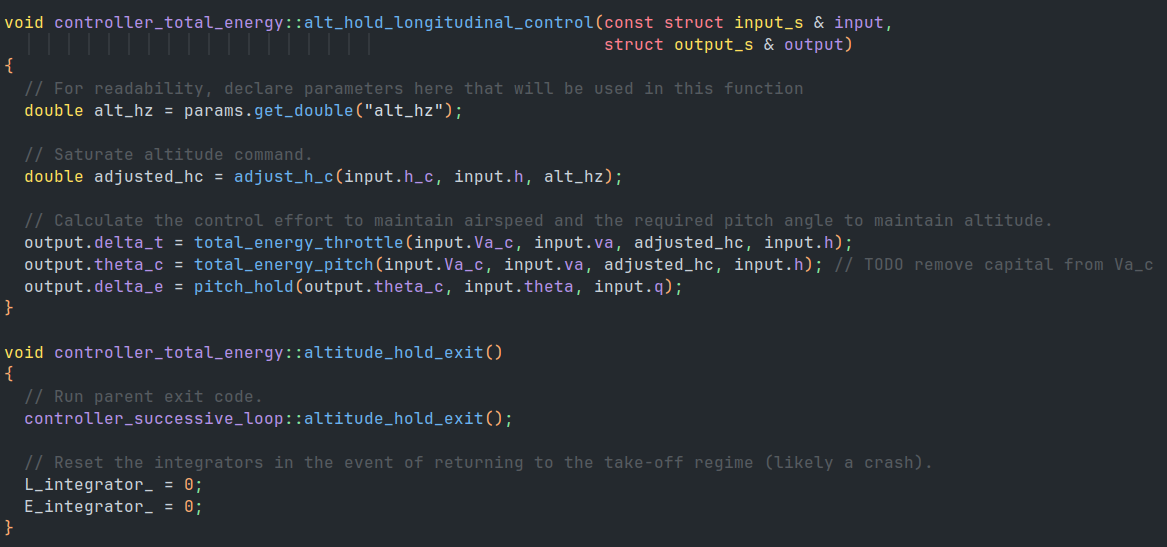 void controller_total_energy::alt_hold_longitudinal_control(const struct input_s & input,
                                                            struct output_s & output)
{
  // For readability, declare parameters here that will be used in this function
  double alt_hz = params.get_double("alt_hz");

  // Saturate altitude command.
  double adjusted_hc = adjust_h_c(input.h_c, input.h, alt_hz);

  // Calculate the control effort to maintain airspeed and the required pitch angle to maintain altitude.
  output.delta_t = total_energy_throttle(input.Va_c, input.va, adjusted_hc, input.h);
  output.theta_c = total_energy_pitch(input.Va_c, input.va, adjusted_hc, input.h); // TODO remove capital from Va_c
  output.delta_e = pitch_hold(output.theta_c, input.theta, input.q);
}

void controller_total_energy::altitude_hold_exit()
{
  // Run parent exit code.
  controller_successive_loop::altitude_hold_exit();

  // Reset the integrators in the event of returning to the take-off regime (likely a crash).
  L_integrator_ = 0;
  E_integrator_ = 0;
}